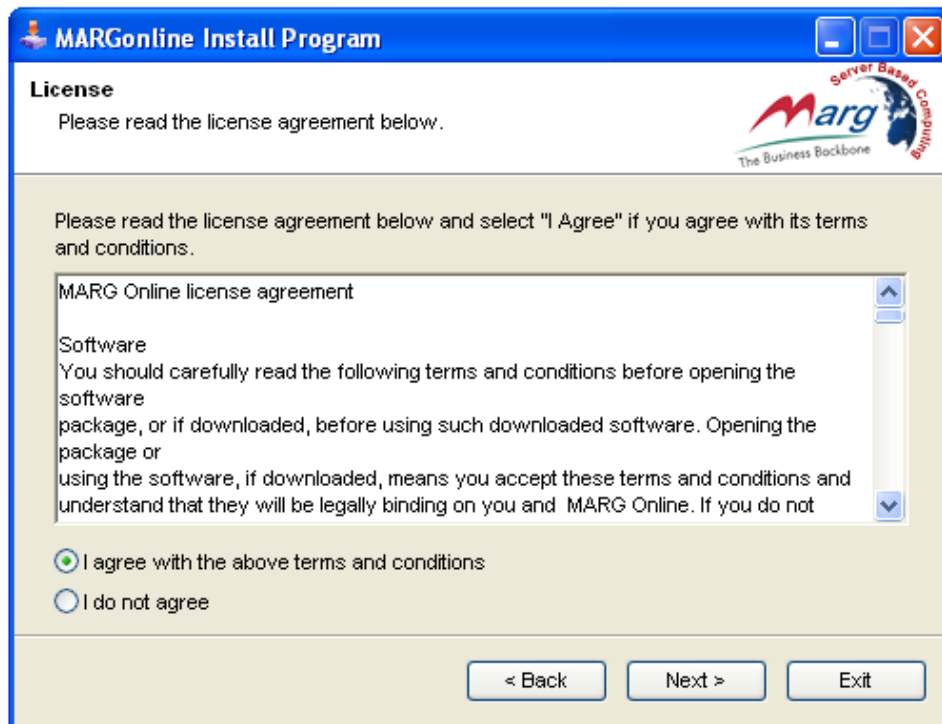 MARGonline Install Program
License
Please read the license agreement below.
Server Based Computing
Marg
The Business Backbone
Please read the license agreement below and select "I Agree" if you agree with its terms
and conditions.
MARG Online license agreement
Software
You should carefully read the following terms and conditions before opening the
software
package, or if downloaded, before using such downloaded software. Opening the
package or
using the software, if downloaded, means you accept these terms and conditions and
understand that they will be legally binding on you and  MARG Online. If you do not
I agree with the above terms and conditions
I do not agree
< Back
Next >
Exit